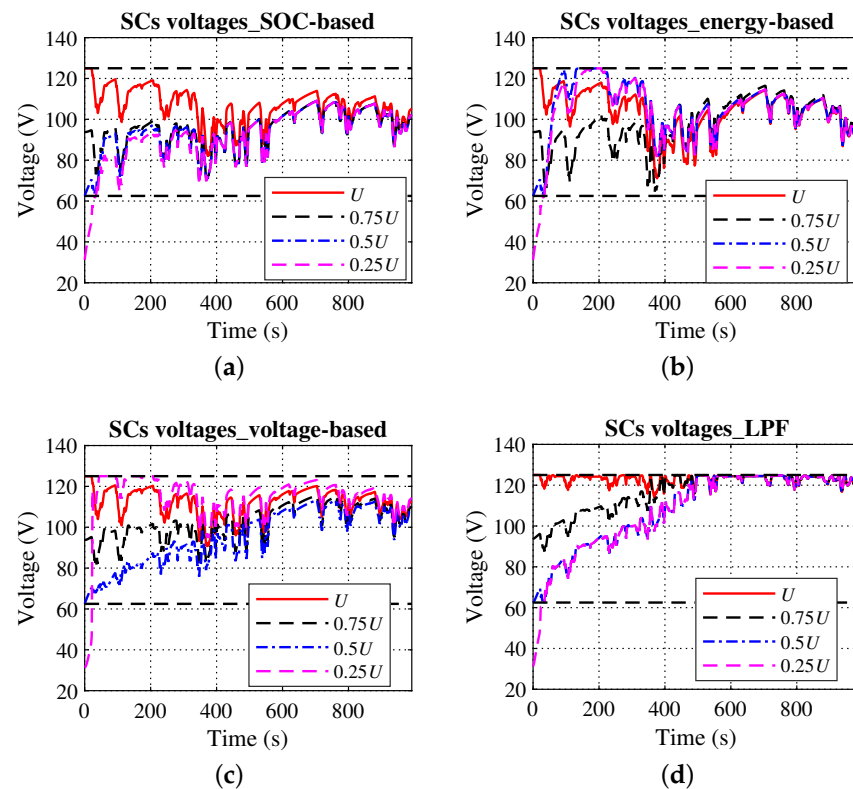 SCs voltages_SOC-based
140
120
100
80
60
40
20
Voltage (V)
U
0.75U
0.5U
0.25U
0 200 400 600 800
Time (s)
(a)
SCs voltages_energy-based
140
120
100
80
60
40
20
Voltage (V)
U
0.75U
0.5U
0.25U
0 200 400 600 800
Time (s)
(b)
SCs voltages_voltage-based
140
120
100
80
60
40
20
Voltage (V)
U
0.75U
0.5U
0.25U
0 200 400 600 800
Time (s)
(c)
SCs voltages_LPF
140
120
100
80
60
40
20
Voltage (V)
U
0.75U
0.5U
0.25U
0 200 400 600 800
Time (s)
(d)